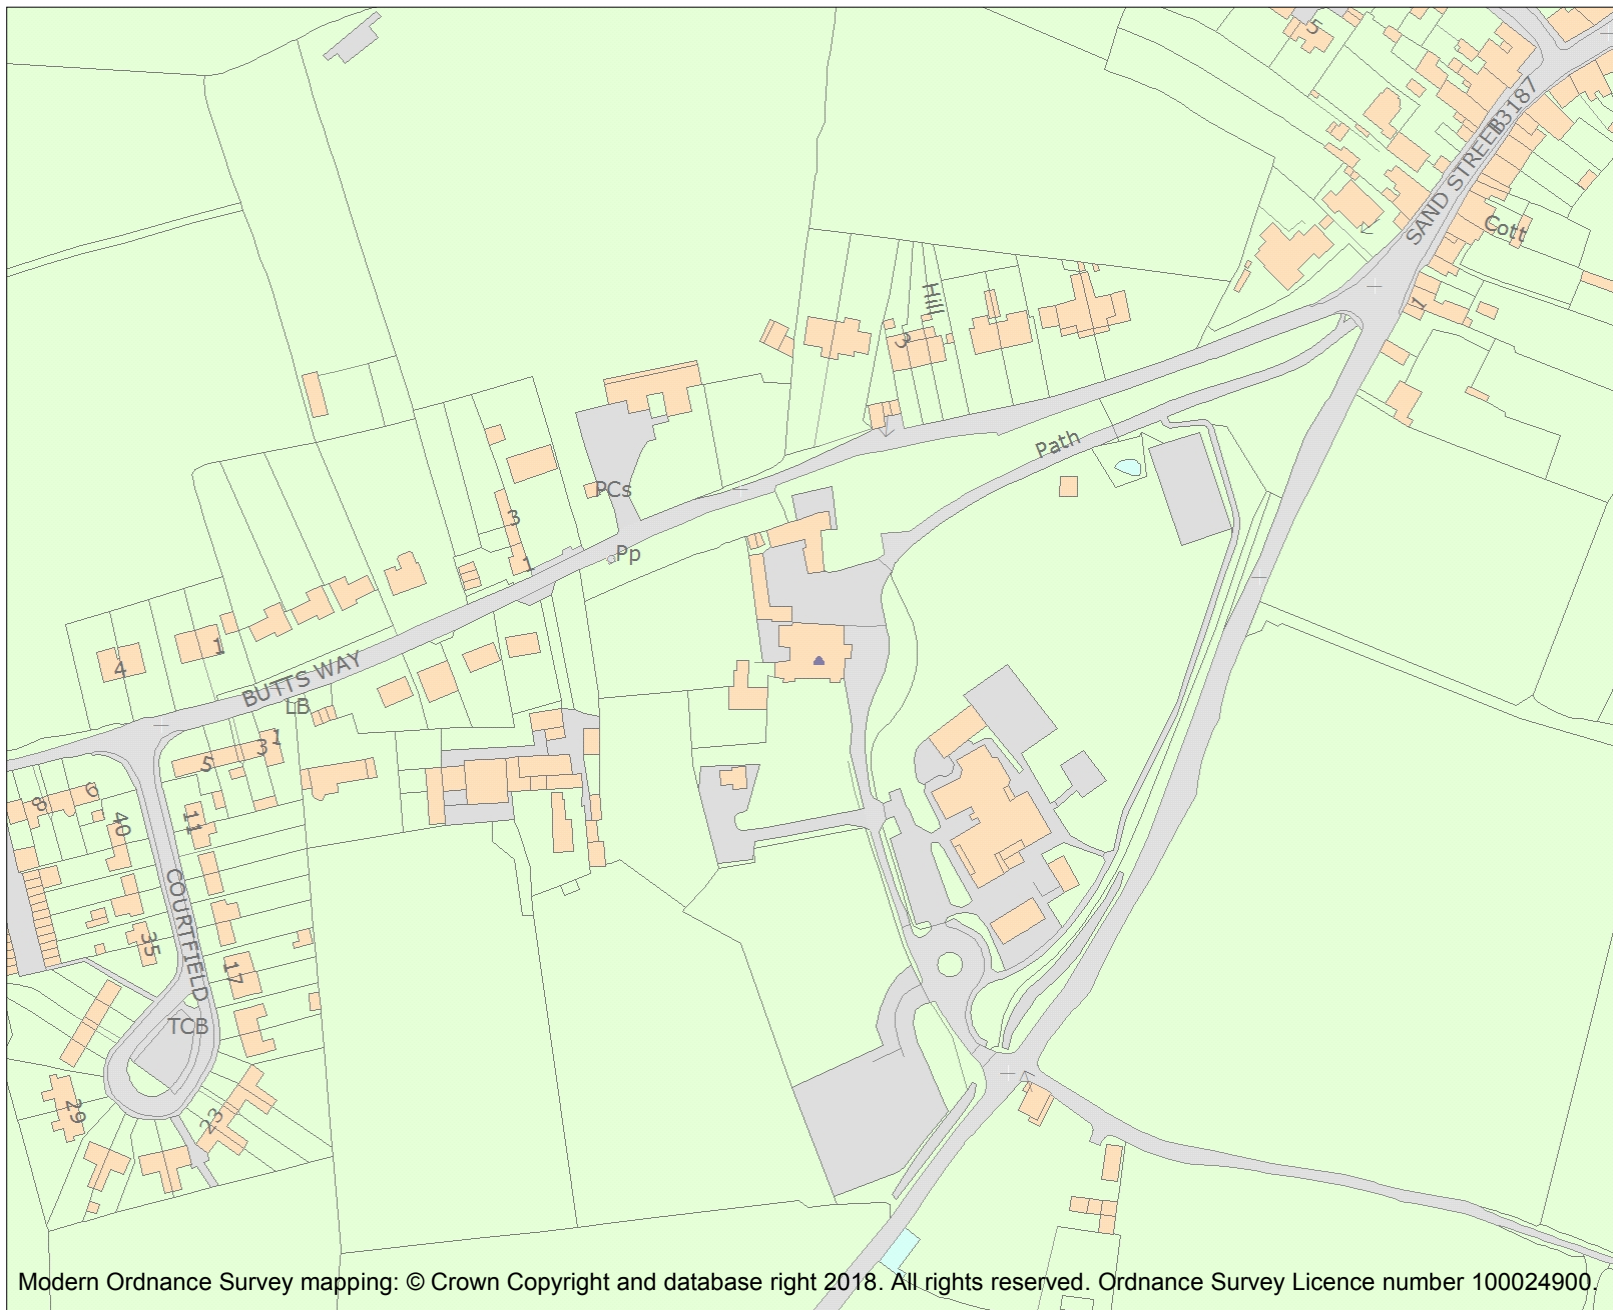 5
B3187
SAND STREET
Cott
Hill
3
1
Path
PCs
3
Pp
1
1
4
BUTTS WAY
LB
1
3
5
6
8
40
11
COURTFIELD
35
17
TCB
29
23
Modern Ordnance Survey mapping: © Crown Copyright and database right 2018. All rights reserved. Ordnance Survey Licence number 100024900.